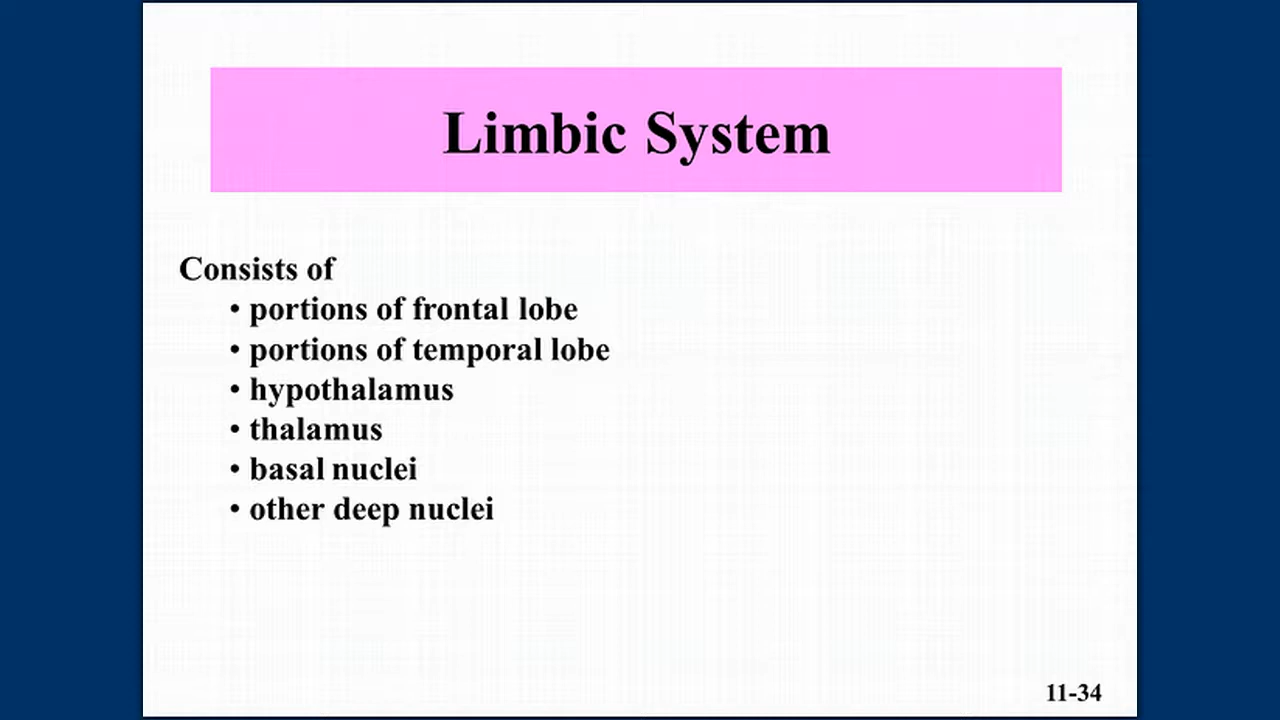 Limbic System
Consists of
• portions of frontal lobe
• portions of temporal lobe
• hypothalamus
• thalamus
• basal nuclei
• other deep nuclei
11-34